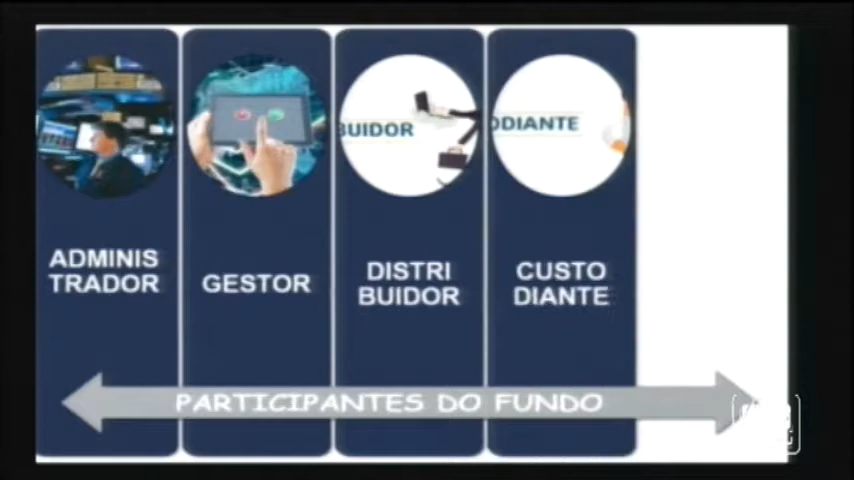 BUIDOR
ODIANTE
ADMINIS
TRADOR
GESTOR
DISTRI
BUIDOR
CUSTO
DIANTE
PARTICIPANTES DO FUNDO